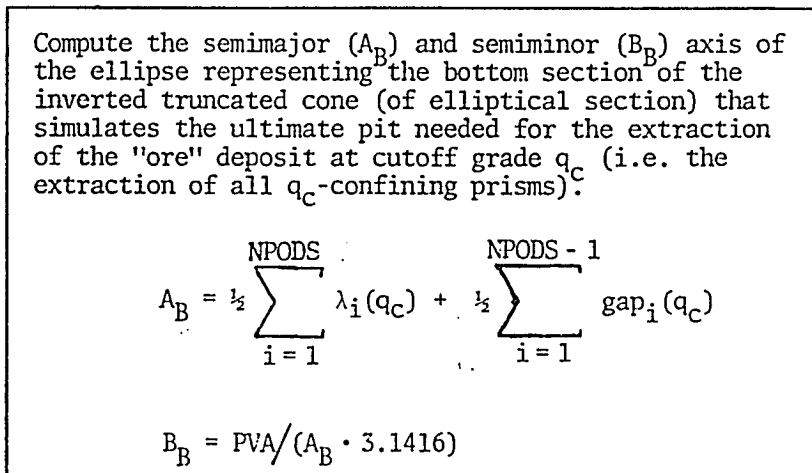 Compute the semimajor (A_B) and semiminor (B_B) axis of
the ellipse representing the bottom section of the
inverted truncated cone (of elliptical section) that
simulates the ultimate pit needed for the extraction
of the "ore" deposit at cutoff grade q_c (i.e. the
extraction of all q_c-confining prisms).
NPODS NPODS - 1
A_B = ½ ∑ λ_i(q_c) + ½ ∑ gap_i(q_c)
i = 1 i = 1
B_B = PVA/(A_B · 3.1416)